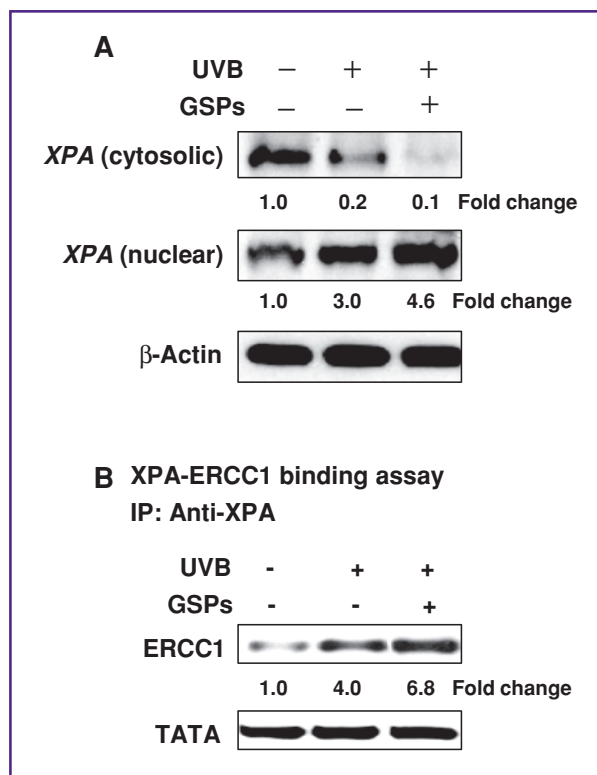 A
UVB − + +
GSPs − − +
XPA (cytosolic)
1.0 0.2 0.1 Fold change
XPA (nuclear)
1.0 3.0 4.6 Fold change
β-Actin
B XPA-ERCC1 binding assay
IP: Anti-XPA
UVB - + +
GSPs - - +
ERCC1
1.0 4.0 6.8 Fold change
TATA